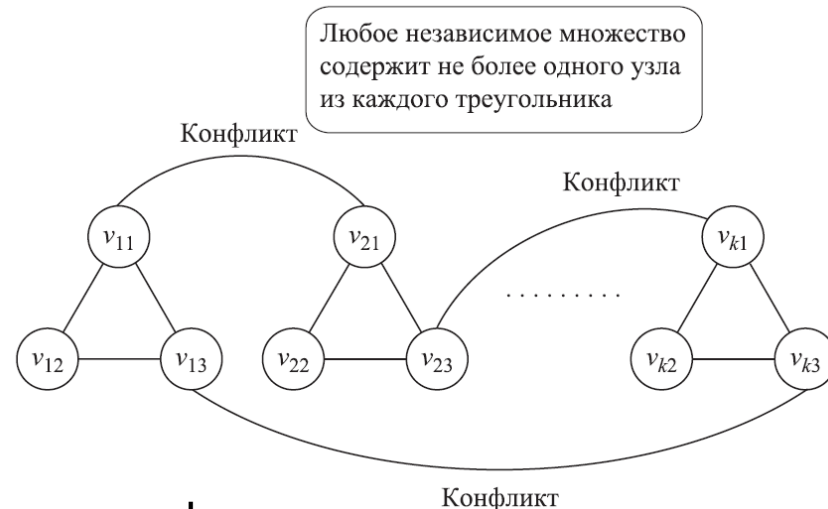 Любое независимое множество
содержит не более одного узла
из каждого треугольника
Конфликт
Конфликт
v11
v21
vk1
. . . . . . . . .
v12
v13
v22
v23
vk2
vk3
Конфликт